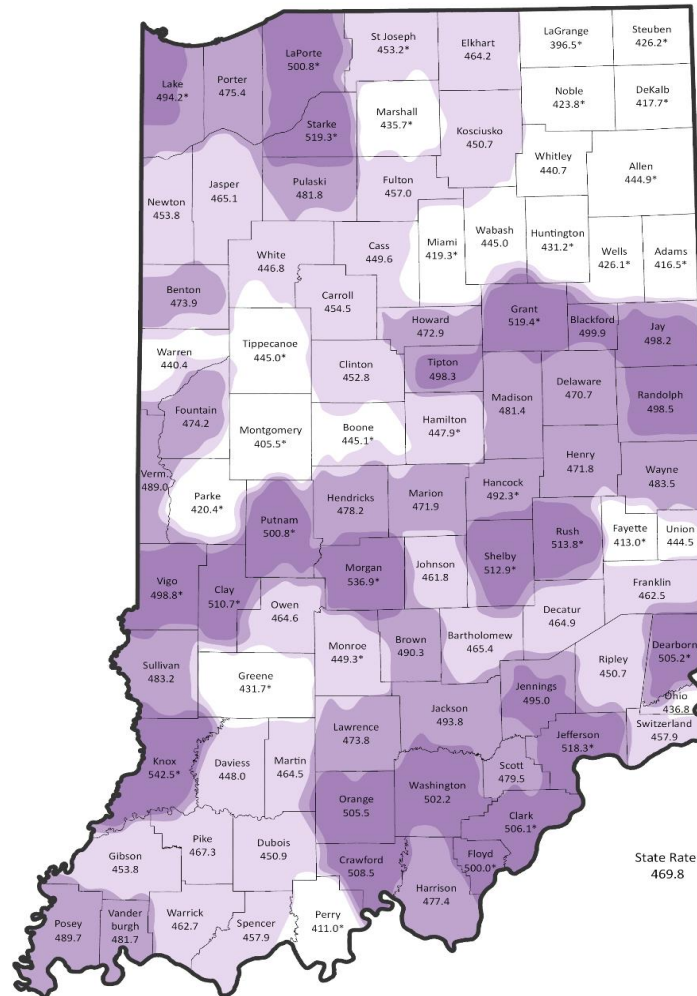 St Joseph
453.2*
Elkhart
464.2
LaGrange
396.5*
Steuben
426.2*
LaPorte
500.8*
Lake
494.2*
Porter
475.4
Noble
423.8*
DeKalb
417.7*
Marshall
435.7*
Starke
519.3*
Kosciusko
450.7
Whitley
440.7
Allen
444.9*
Newton
453.8
Jasper
465.1
Pulaski
481.8
Fulton
457.0
White
446.8
Cass
449.6
Miami
419.3*
Wabash
445.0
Huntington
431.2*
Wells
426.1*
Adams
416.5*
Benton
473.9
Carroll
454.5
Howard
472.9
Grant
519.4*
Blackford
499.9
Jay
498.2
Warren
440.4
Tippecanoe
445.0*
Clinton
452.8
Tipton
498.3
Madison
481.4
Delaware
470.7
Randolph
498.5
Fountain
474.2
Montgomery
405.5*
Boone
445.1*
Hamilton
447.9*
Verm.
489.0
Parke
420.4*
Putnam
500.8*
Hendricks
478.2
Marion
471.9
Hancock
492.3*
Henry
471.8
Wayne
483.5
Rush
513.8*
Fayette
413.0*
Union
444.5
Vigo
498.8*
Clay
510.7*
Morgan
536.9*
Johnson
461.8
Shelby
512.9*
Franklin
462.5
Owen
464.6
Decatur
464.9
Sullivan
483.2
Greene
431.7*
Monroe
449.3*
Brown
490.3
Bartholomew
465.4
Ripley
450.7
Dearborn
505.2*
Ohio
436.8
Jennings
495.0
Jackson
493.8
Switzerland
457.9
Jefferson
518.3*
Knox
542.5*
Daviess
448.0
Martin
464.5
Lawrence
473.8
Scott
479.5
Washington
502.2
Orange
505.5
Clark
506.1*
Gibson
453.8
Pike
467.3
Dubois
450.9
Crawford
508.5
Floyd
500.0*
Harrison
477.4
State Rate
469.8
Posey
489.7
Vander
burgh
481.7
Warrick
462.7
Spencer
457.9
Perry
411.0*